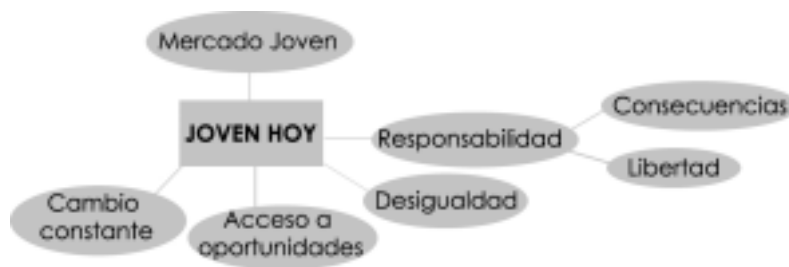 Mercado Joven
JOVEN HOY
Consecuencias
Responsabilidad
Libertad
Desigualdad
Cambio
constante
Acceso a
oportunidades